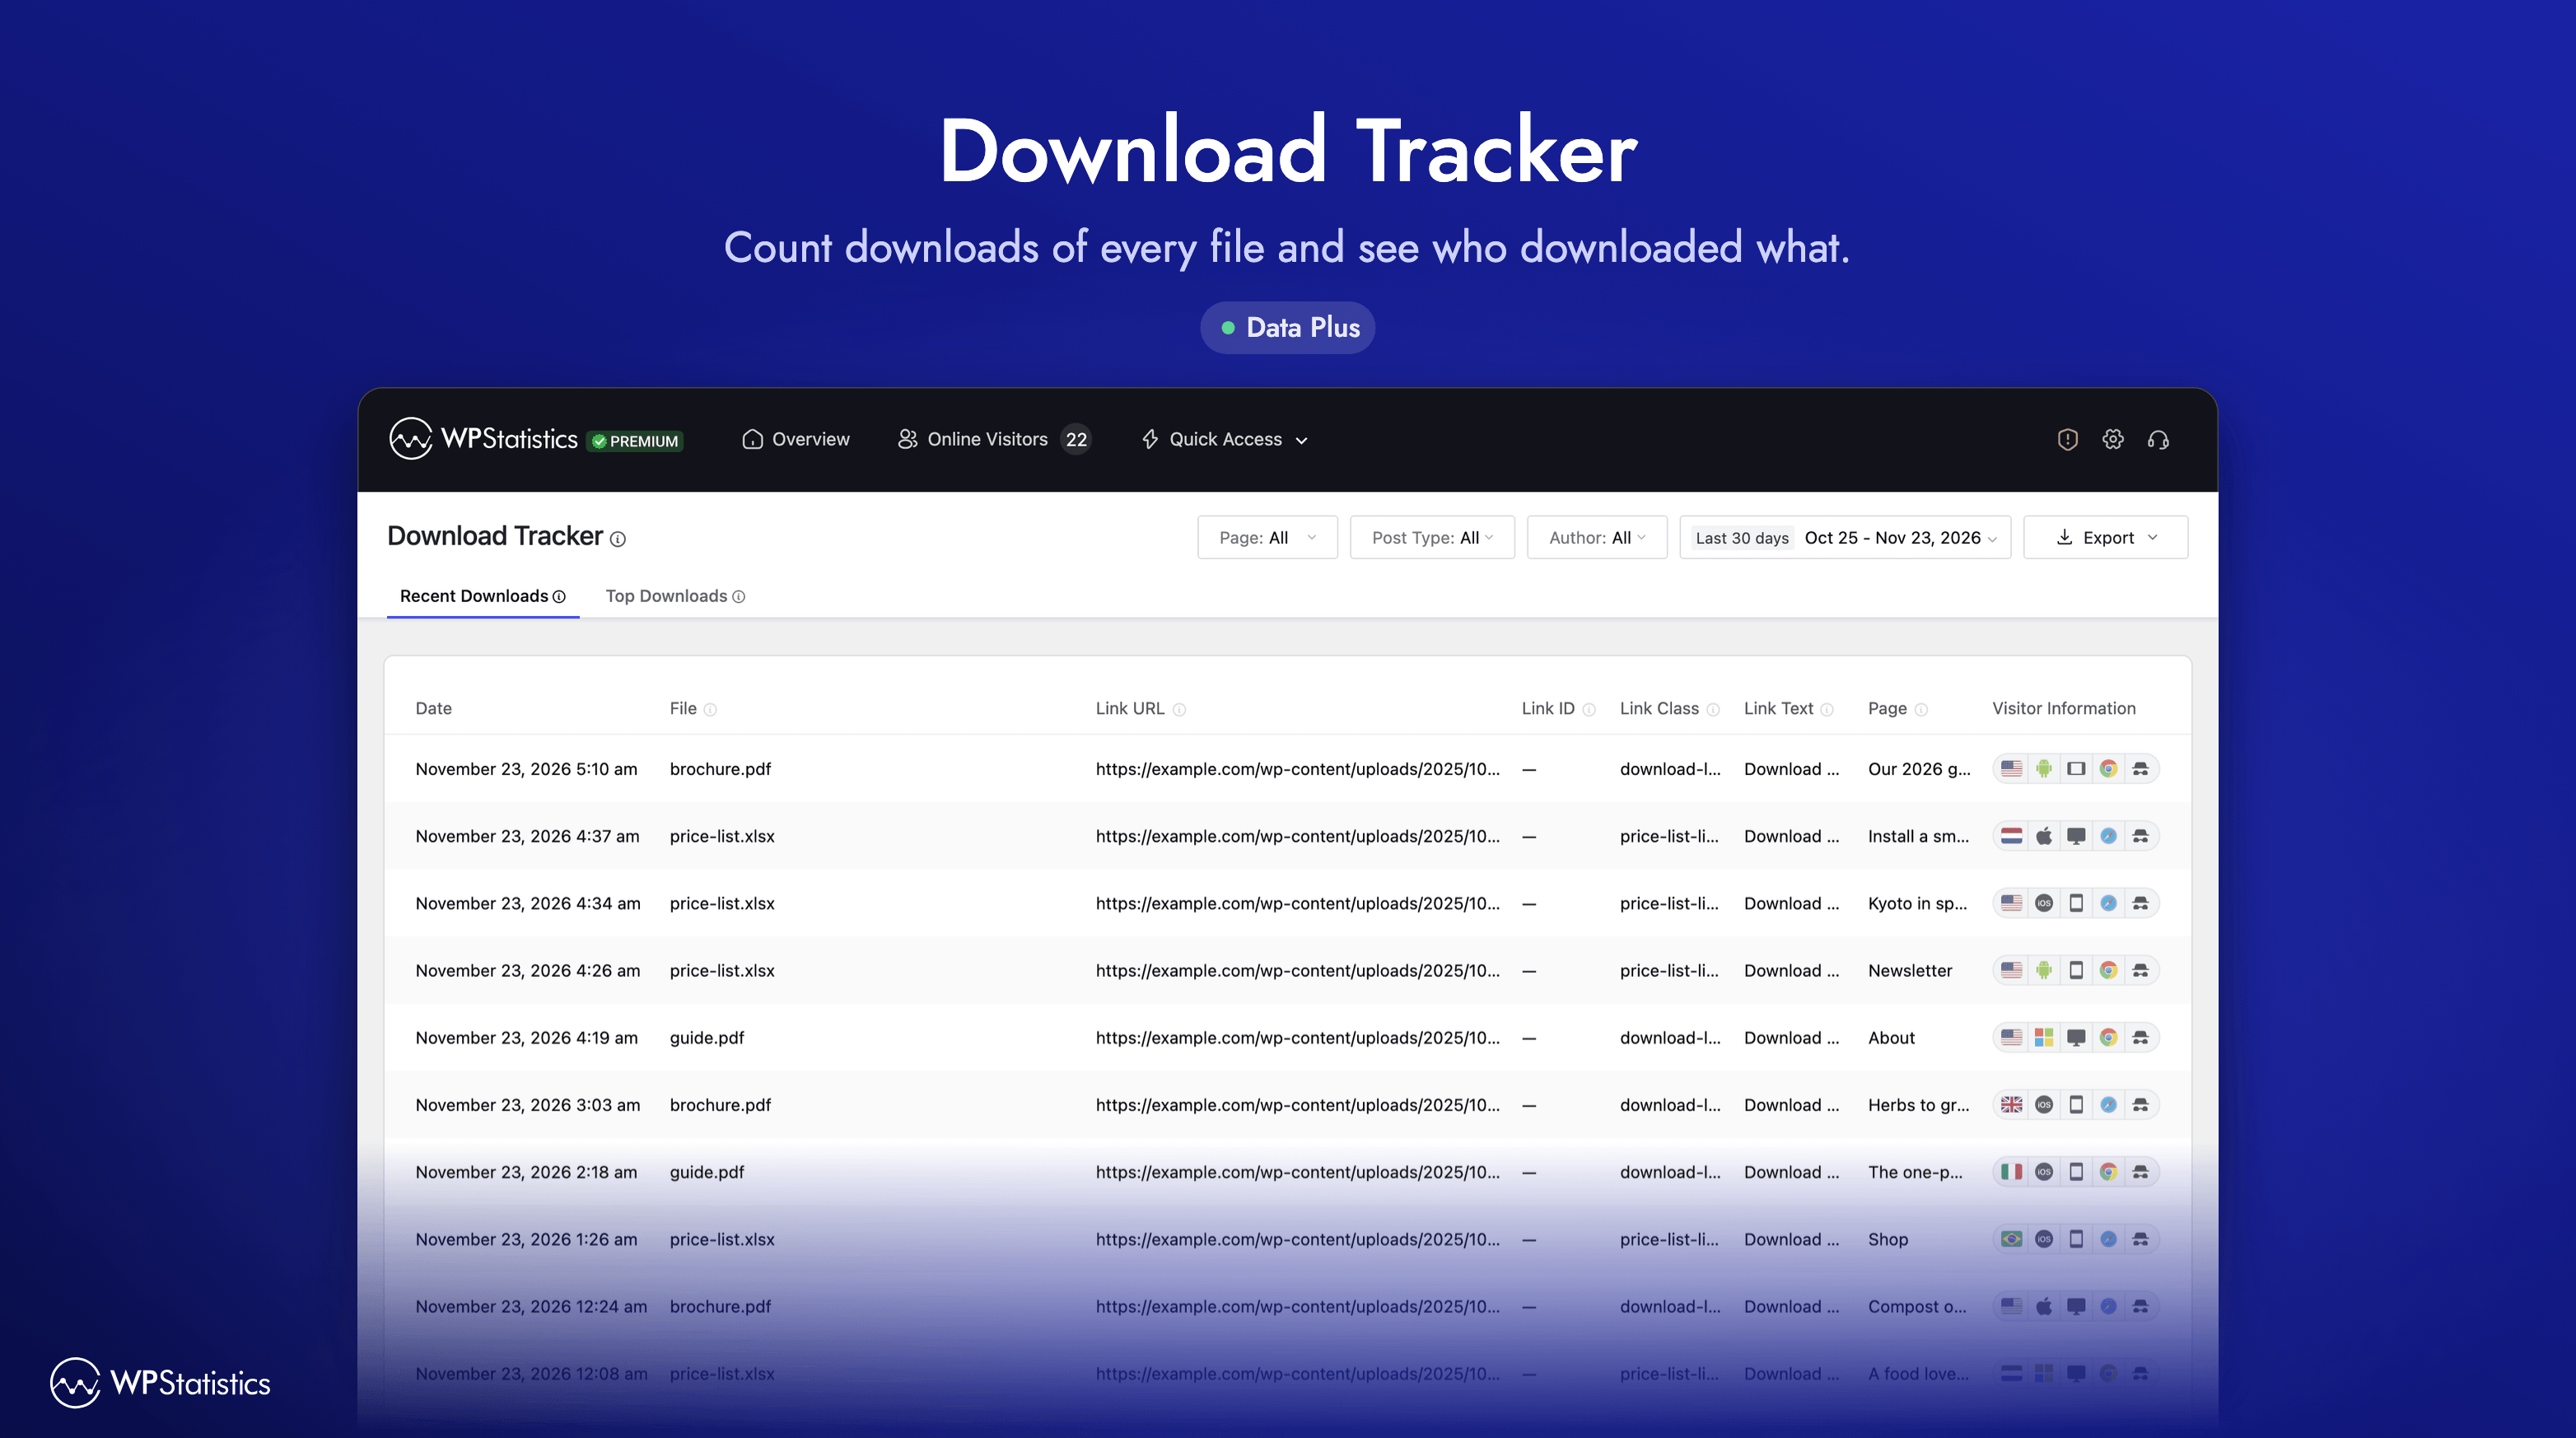 Download Tracker
Count downloads of every file and see who downloaded what.
Data Plus
WPStatistics PREMIUM Overview Online Visitors 22 Quick Access
Download Tracker Page: All Post Type: All Author: All Last 30 days Oct 25 - Nov 23, 2026 Export
Recent Downloads Top Downloads
Date File Link URL Link ID Link Class Link Text Page Visitor Information
November 23, 2026 5:10 am brochure.pdf https://example.com/wp-content/uploads/2025/10... — download-l... Download ... Our 2026 g...
November 23, 2026 4:37 am price-list.xlsx https://example.com/wp-content/uploads/2025/10... — price-list-li... Download ... Install a sm...
November 23, 2026 4:34 am price-list.xlsx https://example.com/wp-content/uploads/2025/10... — price-list-li... Download ... Kyoto in sp... iOS
November 23, 2026 4:26 am price-list.xlsx https://example.com/wp-content/uploads/2025/10... — price-list-li... Download ... Newsletter
November 23, 2026 4:19 am guide.pdf https://example.com/wp-content/uploads/2025/10... — download-l... Download ... About
November 23, 2026 3:03 am brochure.pdf https://example.com/wp-content/uploads/2025/10... — download-l... Download ... Herbs to gr... iOS
November 23, 2026 2:18 am guide.pdf https://example.com/wp-content/uploads/2025/10... — download-l... Download ... The one-p... iOS
November 23, 2026 1:26 am price-list.xlsx https://example.com/wp-content/uploads/2025/10... — price-list-li... Download ... Shop iOS
November 23, 2026 12:24 am brochure.pdf https://example.com/wp-content/uploads/2025/10... — download-l... Download ... Compost o...
November 23, 2026 12:08 am price-list.xlsx https://example.com/wp-content/uploads/2025/10... — price-list-li... Download ... A food love...
WPStatistics